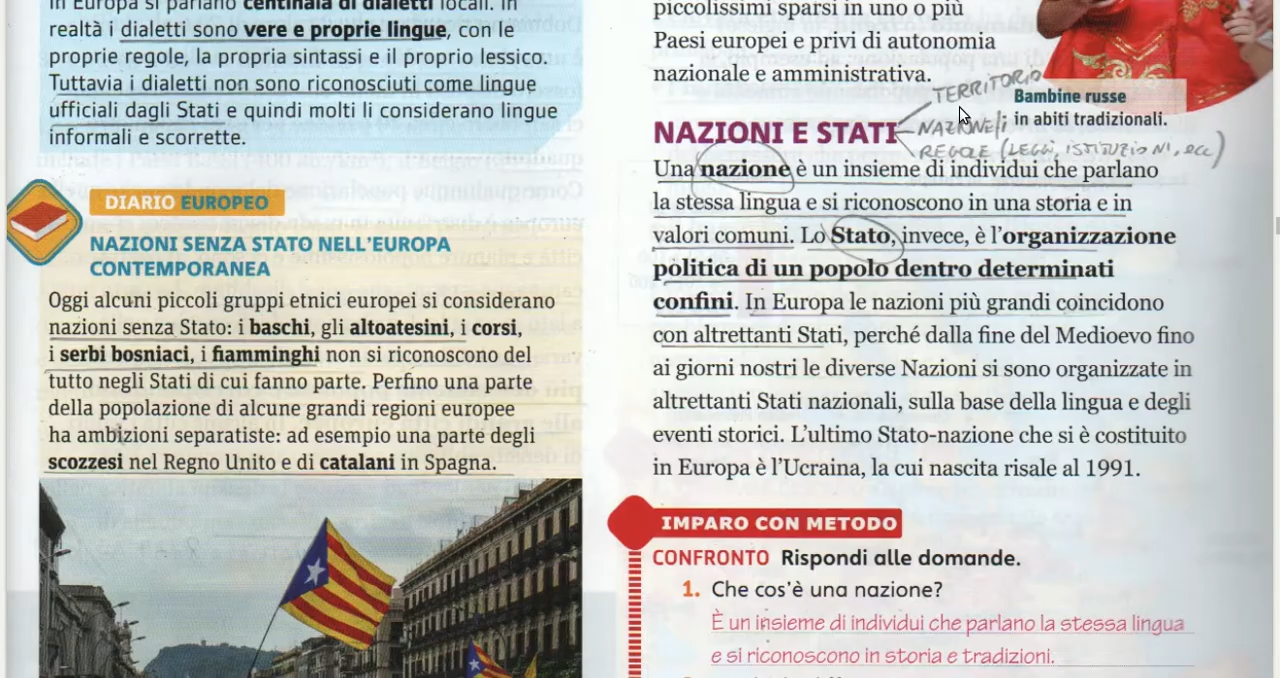 In Europa si parlano centinaia di dialetti locali. In
realtà i dialetti sono vere e proprie lingue, con le
proprie regole, la propria sintassi e il proprio lessico.
Tuttavia i dialetti non sono riconosciuti come lingue
ufficiali dagli Stati e quindi molti li considerano lingue
informali e scorrette.
DIARIO EUROPEO
NAZIONI SENZA STATO NELL'EUROPA
CONTEMPORANEA
Oggi alcuni piccoli gruppi etnici europei si considerano
nazioni senza Stato: i baschi, gli altoatesini, i corsi,
i serbi bosniaci, i fiamminghi non si riconoscono del
tutto negli Stati di cui fanno parte. Perfino una parte
della popolazione di alcune grandi regioni europee
ha ambizioni separatiste: ad esempio una parte degli
scozzesi nel Regno Unito e di catalani in Spagna.
piccolissimi sparsi in uno o più
Paesi europei e privi di autonomia
nazionale e amministrativa.
Bambine russe
in abiti tradizionali.
TERRITORIO
NAZIONE/I
REGOLE (LEGGI, ISTITUZIONI, ecc)
NAZIONI E STATI
Una nazione è un insieme di individui che parlano
la stessa lingua e si riconoscono in una storia e in
valori comuni. Lo Stato, invece, è l'organizzazione
politica di un popolo dentro determinati
confini. In Europa le nazioni più grandi coincidono
con altrettanti Stati, perché dalla fine del Medioevo fino
ai giorni nostri le diverse Nazioni si sono organizzate in
altrettanti Stati nazionali, sulla base della lingua e degli
eventi storici. L'ultimo Stato-nazione che si è costituito
in Europa è l'Ucraina, la cui nascita risale al 1991.
IMPARO CON METODO
CONFRONTO Rispondi alle domande.
1. Che cos'è una nazione?
È un insieme di individui che parlano la stessa lingua
e si riconoscono in storia e tradizioni.